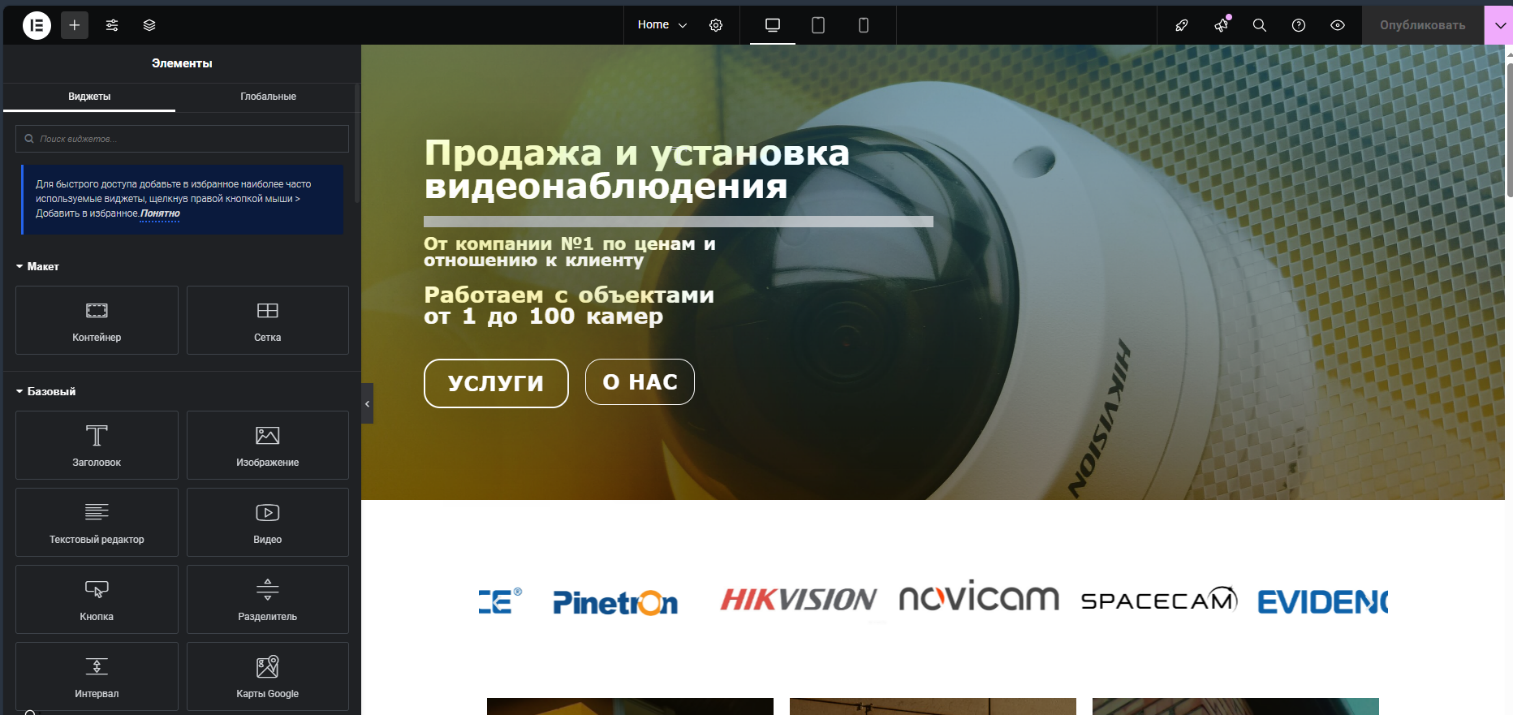 Home
Опубликовать
Элементы
Виджеты
Глобальные
Поиск виджетов...
Для быстрого доступа добавьте в избранное наиболее часто
используемые виджеты, щелкнув правой кнопкой мыши >
Добавить в избранное.Понятно
Макет
Контейнер
Сетка
Базовый
Заголовок
Изображение
Текстовый редактор
Видео
Кнопка
Разделитель
Интервал
Карты Google
Продажа и установка
видеонаблюдения
От компании №1 по ценам и
отношению к клиенту
Работаем с объектами
от 1 до 100 камер
УСЛУГИ
О НАС
HIKVISION
CE®
Pinetron
HIKVISION
novicam
SPACECAM
EVIDENC